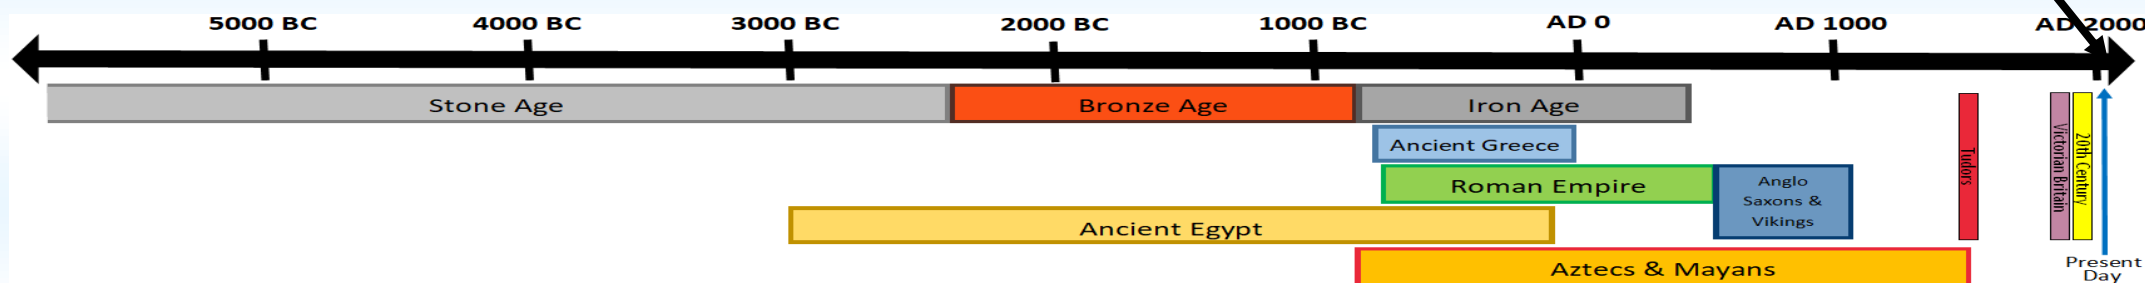 5000 BC 4000 BC 3000 BC 2000 BC 1000 BC AD 0 AD 1000 AD 2000
Stone Age Bronze Age Iron Age
Ancient Greece
Roman Empire
Anglo
Saxons &
Vikings
Ancient Egypt
Aztecs & Mayans
Tudors
Victorian Britain
20th Century
Present
Day